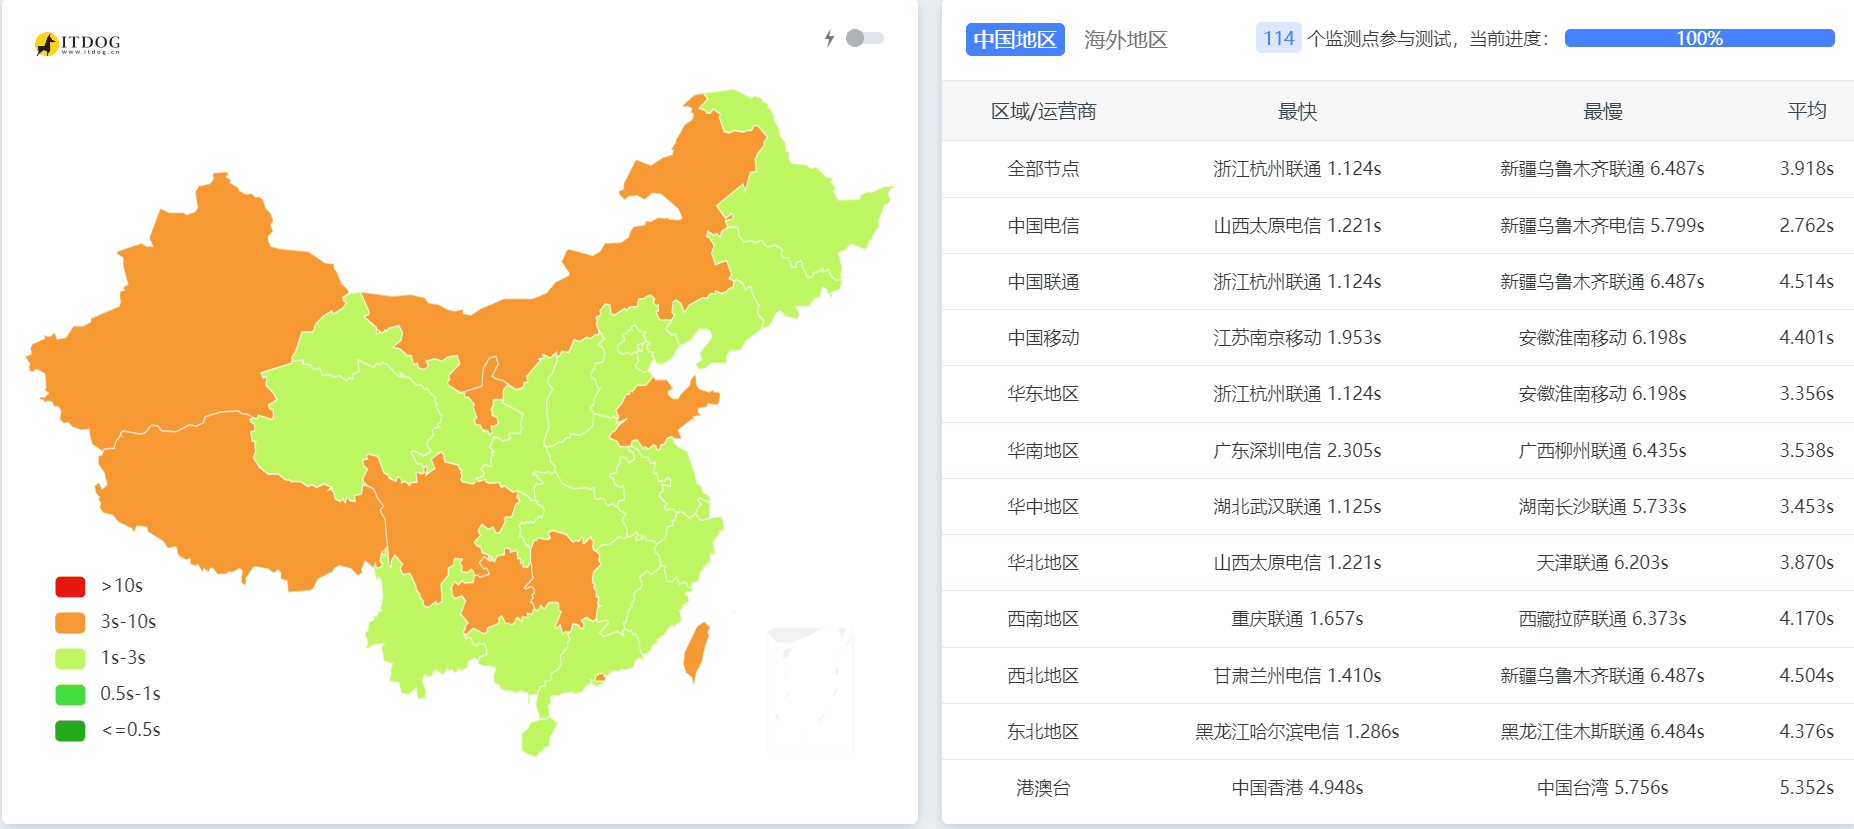 ITDOG
www.itdog.cn
>10s
3s-10s
1s-3s
0.5s-1s
<=0.5s
中国地区 海外地区 114 个监测点参与测试，当前进度： 100%
区域/运营商 最快 最慢 平均
全部节点 浙江杭州联通 1.124s 新疆乌鲁木齐联通 6.487s 3.918s
中国电信 山西太原电信 1.221s 新疆乌鲁木齐电信 5.799s 2.762s
中国联通 浙江杭州联通 1.124s 新疆乌鲁木齐联通 6.487s 4.514s
中国移动 江苏南京移动 1.953s 安徽淮南移动 6.198s 4.401s
华东地区 浙江杭州联通 1.124s 安徽淮南移动 6.198s 3.356s
华南地区 广东深圳电信 2.305s 广西柳州联通 6.435s 3.538s
华中地区 湖北武汉联通 1.125s 湖南长沙联通 5.733s 3.453s
华北地区 山西太原电信 1.221s 天津联通 6.203s 3.870s
西南地区 重庆联通 1.657s 西藏拉萨联通 6.373s 4.170s
西北地区 甘肃兰州电信 1.410s 新疆乌鲁木齐联通 6.487s 4.504s
东北地区 黑龙江哈尔滨电信 1.286s 黑龙江佳木斯联通 6.484s 4.376s
港澳台 中国香港 4.948s 中国台湾 5.756s 5.352s